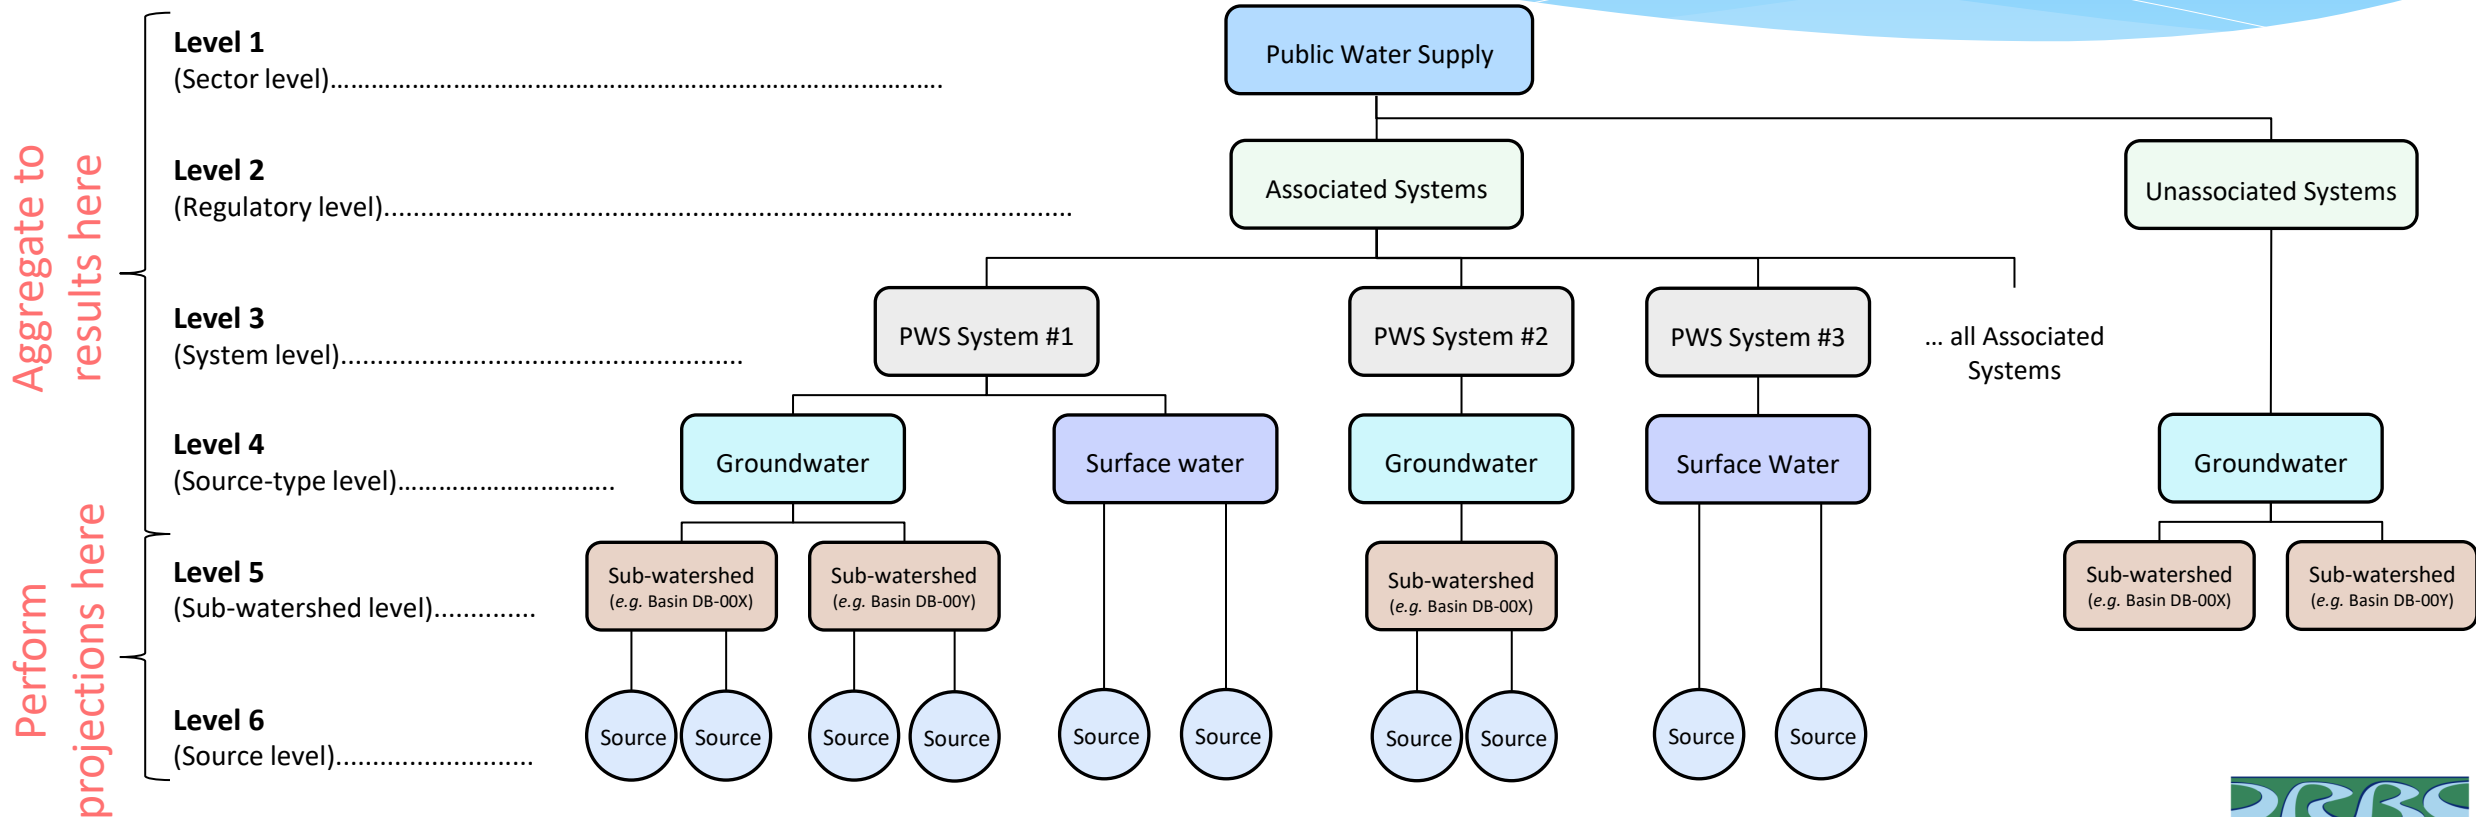 Aggregate to
results here
Perform
projections here
Level 1
(Sector level)................................................................................
Level 2
(Regulatory level)................................................................................
Level 3
(System level)......................................................
Level 4
(Source-type level)..............................
Level 5
(Sub-watershed level)..............
Level 6
(Source level)...........................
Public Water Supply
Associated Systems
Unassociated Systems
PWS System #1
PWS System #2
PWS System #3
... all Associated
Systems
Groundwater
Surface water
Groundwater
Surface Water
Groundwater
Sub-watershed
(e.g. Basin DB-00X)
Sub-watershed
(e.g. Basin DB-00Y)
Sub-watershed
(e.g. Basin DB-00X)
Sub-watershed
(e.g. Basin DB-00X)
Sub-watershed
(e.g. Basin DB-00Y)
Source
Source
Source
Source
Source
Source
Source
Source
Source
Source
DRBC